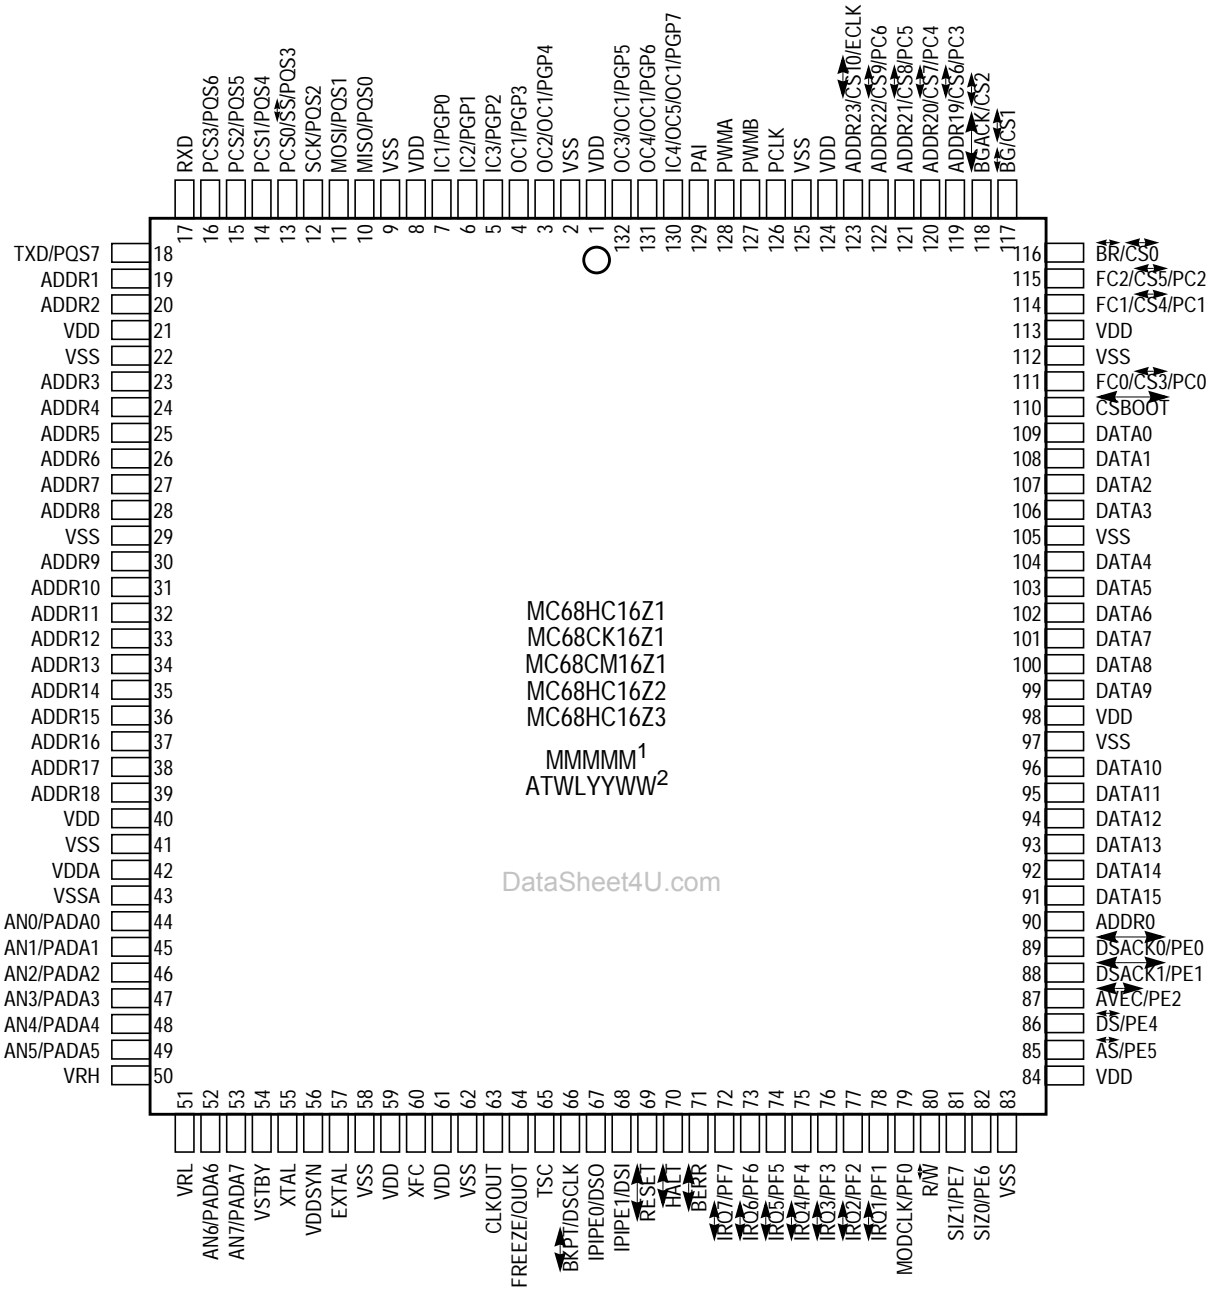 RXD
PCS3/PQS6
PCS2/PQS5
PCS1/PQS4
PCS0/SS/PQS3
SCK/PQS2
MOSI/PQS1
MISO/PQS0
VSS
VDD
IC1/PGP0
IC2/PGP1
IC3/PGP2
OC1/PGP3
OC2/OC1/PGP4
VSS
VDD
OC3/OC1/PGP5
OC4/OC1/PGP6
IC4/OC5/OC1/PGP7
PAI
PWMA
PWMB
PCLK
VSS
VDD
ADDR23/CS10/ECLK
ADDR22/CS9/PC6
ADDR21/CS8/PC5
ADDR20/CS7/PC4
ADDR19/CS6/PC3
BGACK/CS2
BG/CS1
17
16
15
14
13
12
11
10
9
8
7
6
5
4
3
2
1
132
131
130
129
128
127
126
125
124
123
122
121
120
119
118
117
TXD/PQS7 18
ADDR1 19
ADDR2 20
VDD 21
VSS 22
ADDR3 23
ADDR4 24
ADDR5 25
ADDR6 26
ADDR7 27
ADDR8 28
VSS 29
ADDR9 30
ADDR10 31
ADDR11 32
ADDR12 33
ADDR13 34
ADDR14 35
ADDR15 36
ADDR16 37
ADDR17 38
ADDR18 39
VDD 40
VSS 41
VDDA 42
VSSA 43
AN0/PADA0 44
AN1/PADA1 45
AN2/PADA2 46
AN3/PADA3 47
AN4/PADA4 48
AN5/PADA5 49
VRH 50
MC68HC16Z1
MC68CK16Z1
MC68CM16Z1
MC68HC16Z2
MC68HC16Z3
MMMMM1
ATWLYYWW2
DataSheet4U.com
116 BR/CS0
115 FC2/CS5/PC2
114 FC1/CS4/PC1
113 VDD
112 VSS
111 FC0/CS3/PC0
110 CSBOOT
109 DATA0
108 DATA1
107 DATA2
106 DATA3
105 VSS
104 DATA4
103 DATA5
102 DATA6
101 DATA7
100 DATA8
99 DATA9
98 VDD
97 VSS
96 DATA10
95 DATA11
94 DATA12
93 DATA13
92 DATA14
91 DATA15
90 ADDR0
89 DSACK0/PE0
88 DSACK1/PE1
87 AVEC/PE2
86 DS/PE4
85 AS/PE5
84 VDD
51
52
53
54
55
56
57
58
59
60
61
62
63
64
65
66
67
68
69
70
71
72
73
74
75
76
77
78
79
80
81
82
83
VRL
AN6/PADA6
AN7/PADA7
VSTBY
XTAL
VDDSYN
EXTAL
VSS
VDD
XFC
VDD
VSS
CLKOUT
FREEZE/QUOT
TSC
BKPT/DSCLK
IPIPE0/DSO
IPIPE1/DSI
RESET
HALT
BERR
IRQ7/PF7
IRQ6/PF6
IRQ5/PF5
IRQ4/PF4
IRQ3/PF3
IRQ2/PF2
IRQ1/PF1
MODCLK/PF0
R/W
SIZ1/PE7
SIZ0/PE6
VSS